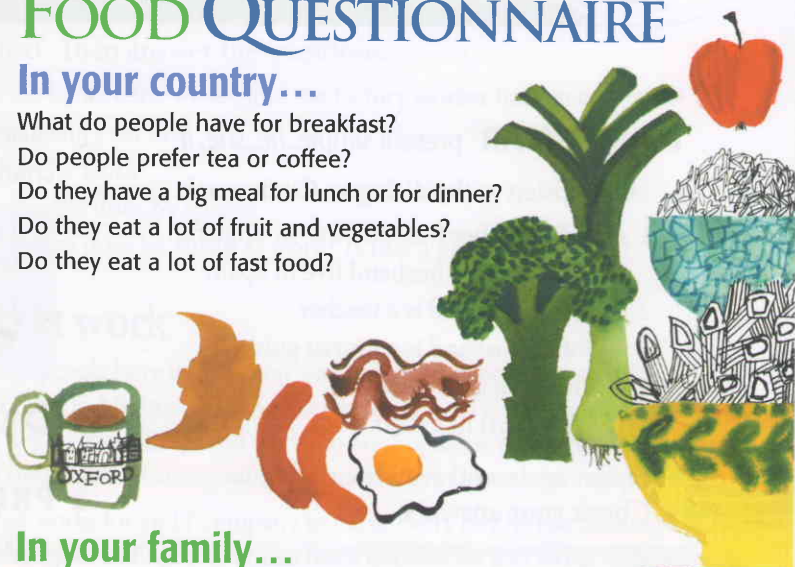 FOOD QUESTIONNAIRE
In your country...
What do people have for breakfast?
Do people prefer tea or coffee?
Do they have a big meal for lunch or for dinner?
Do they eat a lot of fruit and vegetables?
Do they eat a lot of fast food?
OXFORD
In your family...